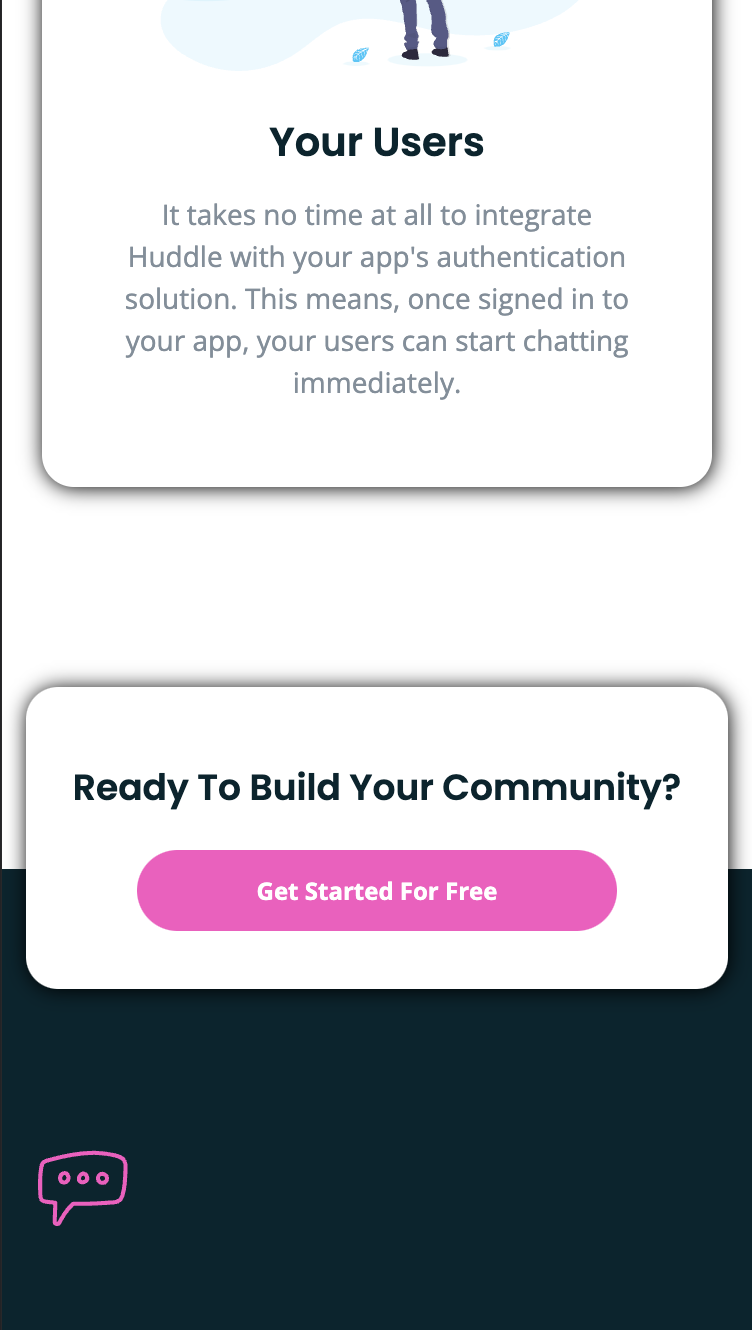 Your Users
It takes no time at all to integrate
Huddle with your app's authentication
solution. This means, once signed in to
your app, your users can start chatting
immediately.
Ready To Build Your Community?
Get Started For Free